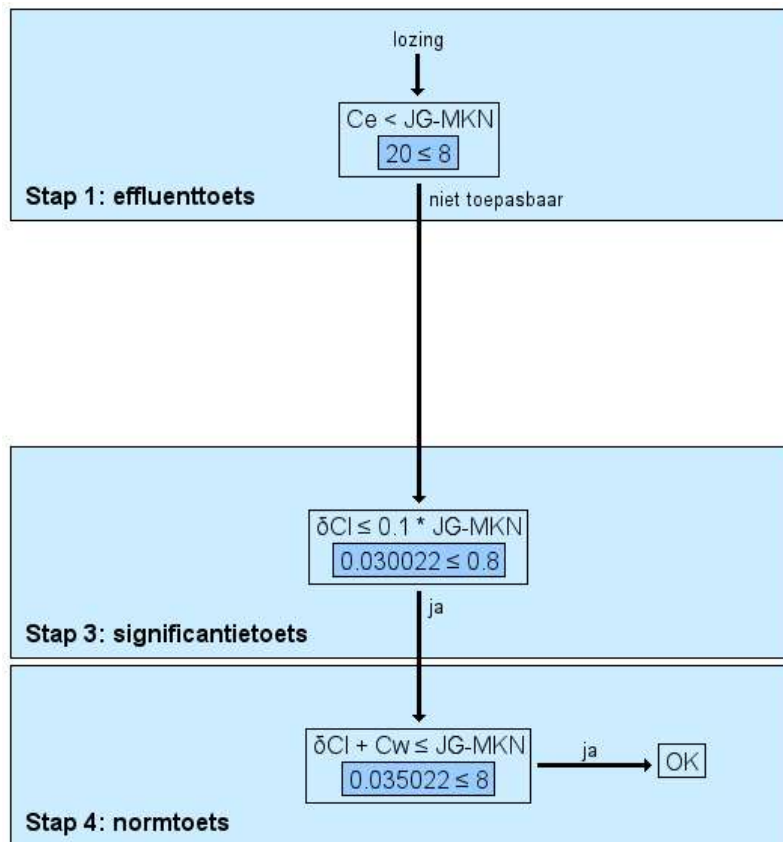 lozing
Ce < JG-MKN
20 ≤ 8
Stap 1: effluenttoets
niet toepasbaar
δCl ≤ 0.1 * JG-MKN
0.030022 ≤ 0.8
ja
Stap 3: significantietoets
δCl + Cw ≤ JG-MKN
0.035022 ≤ 8
ja
OK
Stap 4: normtoets